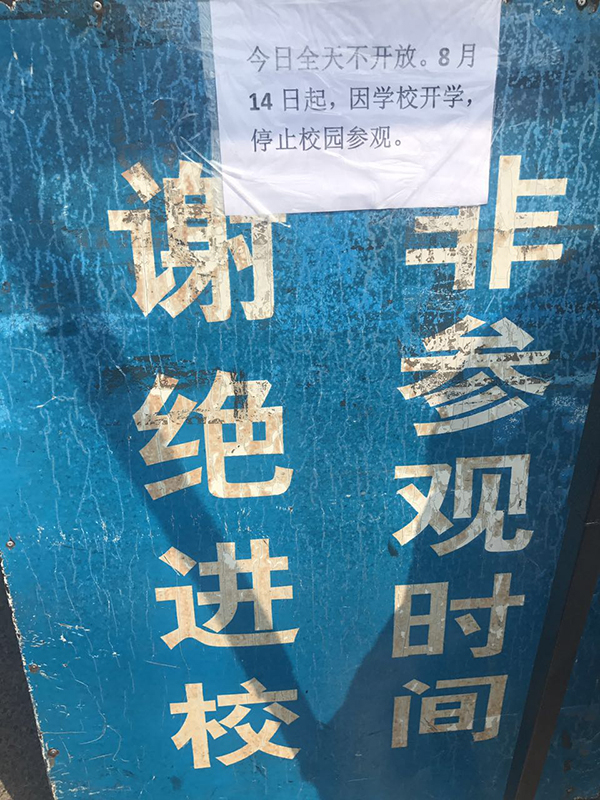 今日全天不开放。8月
14日起，因学校开学，
停止校园参观。
非参观时间
谢绝进校